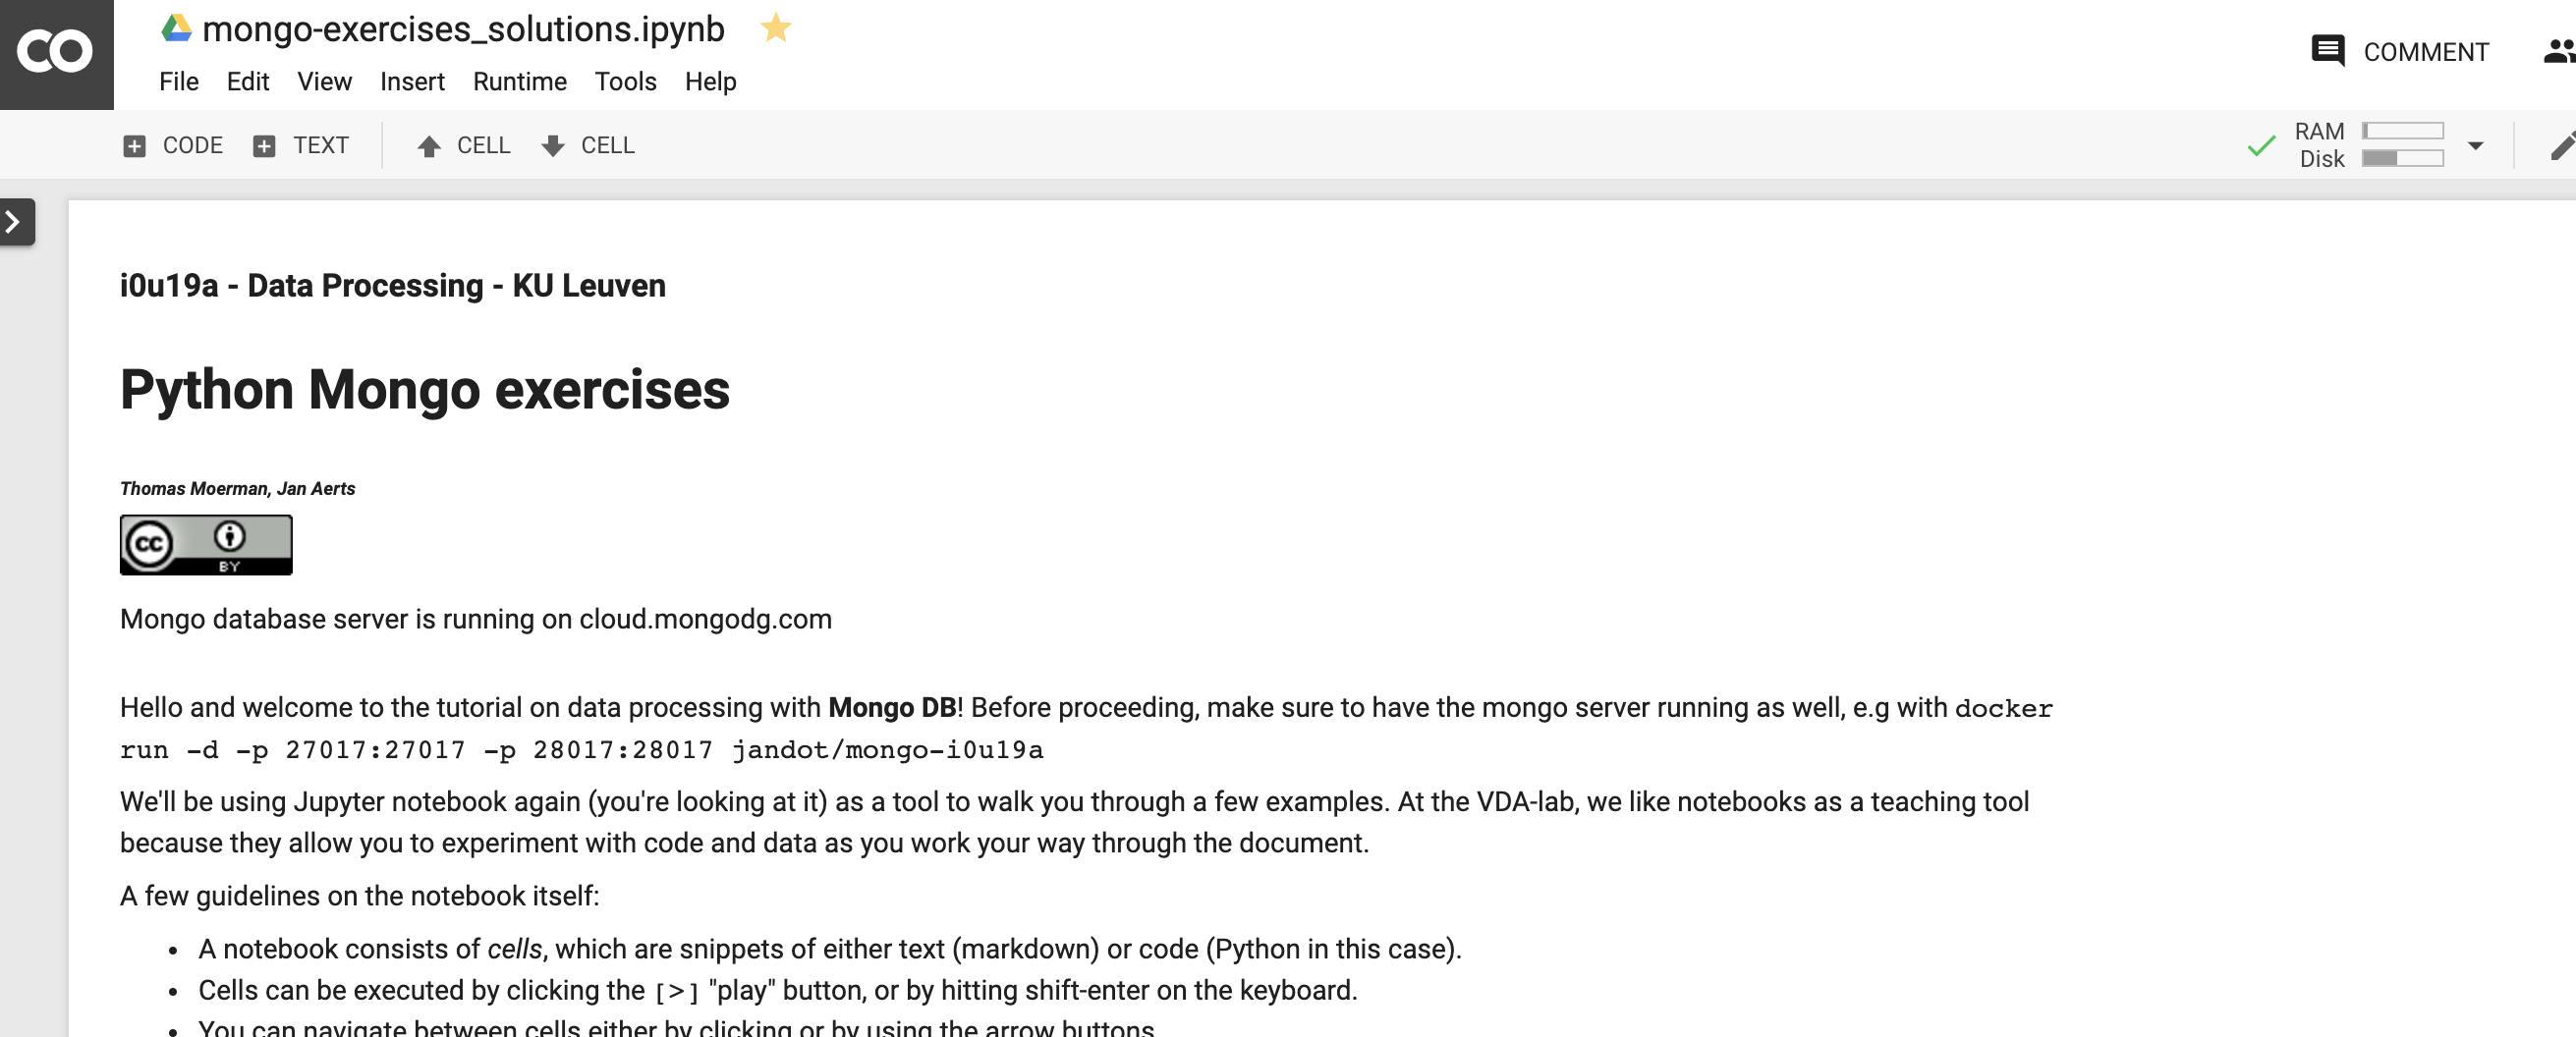 CO mongo-exercises_solutions.ipynb
File Edit View Insert Runtime Tools Help
COMMENT
CODE TEXT CELL CELL
RAM
Disk
i0u19a - Data Processing - KU Leuven
Python Mongo exercises
Thomas Moerman, Jan Aerts
cc BY
Mongo database server is running on cloud.mongodg.com
Hello and welcome to the tutorial on data processing with Mongo DB! Before proceeding, make sure to have the mongo server running as well, e.g with docker
run -d -p 27017:27017 -p 28017:28017 jandot/mongo-i0u19a
We'll be using Jupyter notebook again (you're looking at it) as a tool to walk you through a few examples. At the VDA-lab, we like notebooks as a teaching tool
because they allow you to experiment with code and data as you work your way through the document.
A few guidelines on the notebook itself:
• A notebook consists of cells, which are snippets of either text (markdown) or code (Python in this case).
• Cells can be executed by clicking the [>] "play" button, or by hitting shift-enter on the keyboard.
• You can navigate between cells either by clicking or by using the arrow buttons